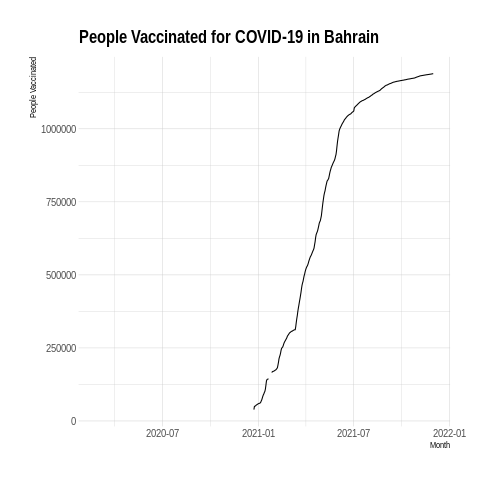 People Vaccinated for COVID-19 in Bahrain
People Vaccinated
1000000
750000
500000
250000
0
2020-07 2021-01 2021-07 2022-01
Month